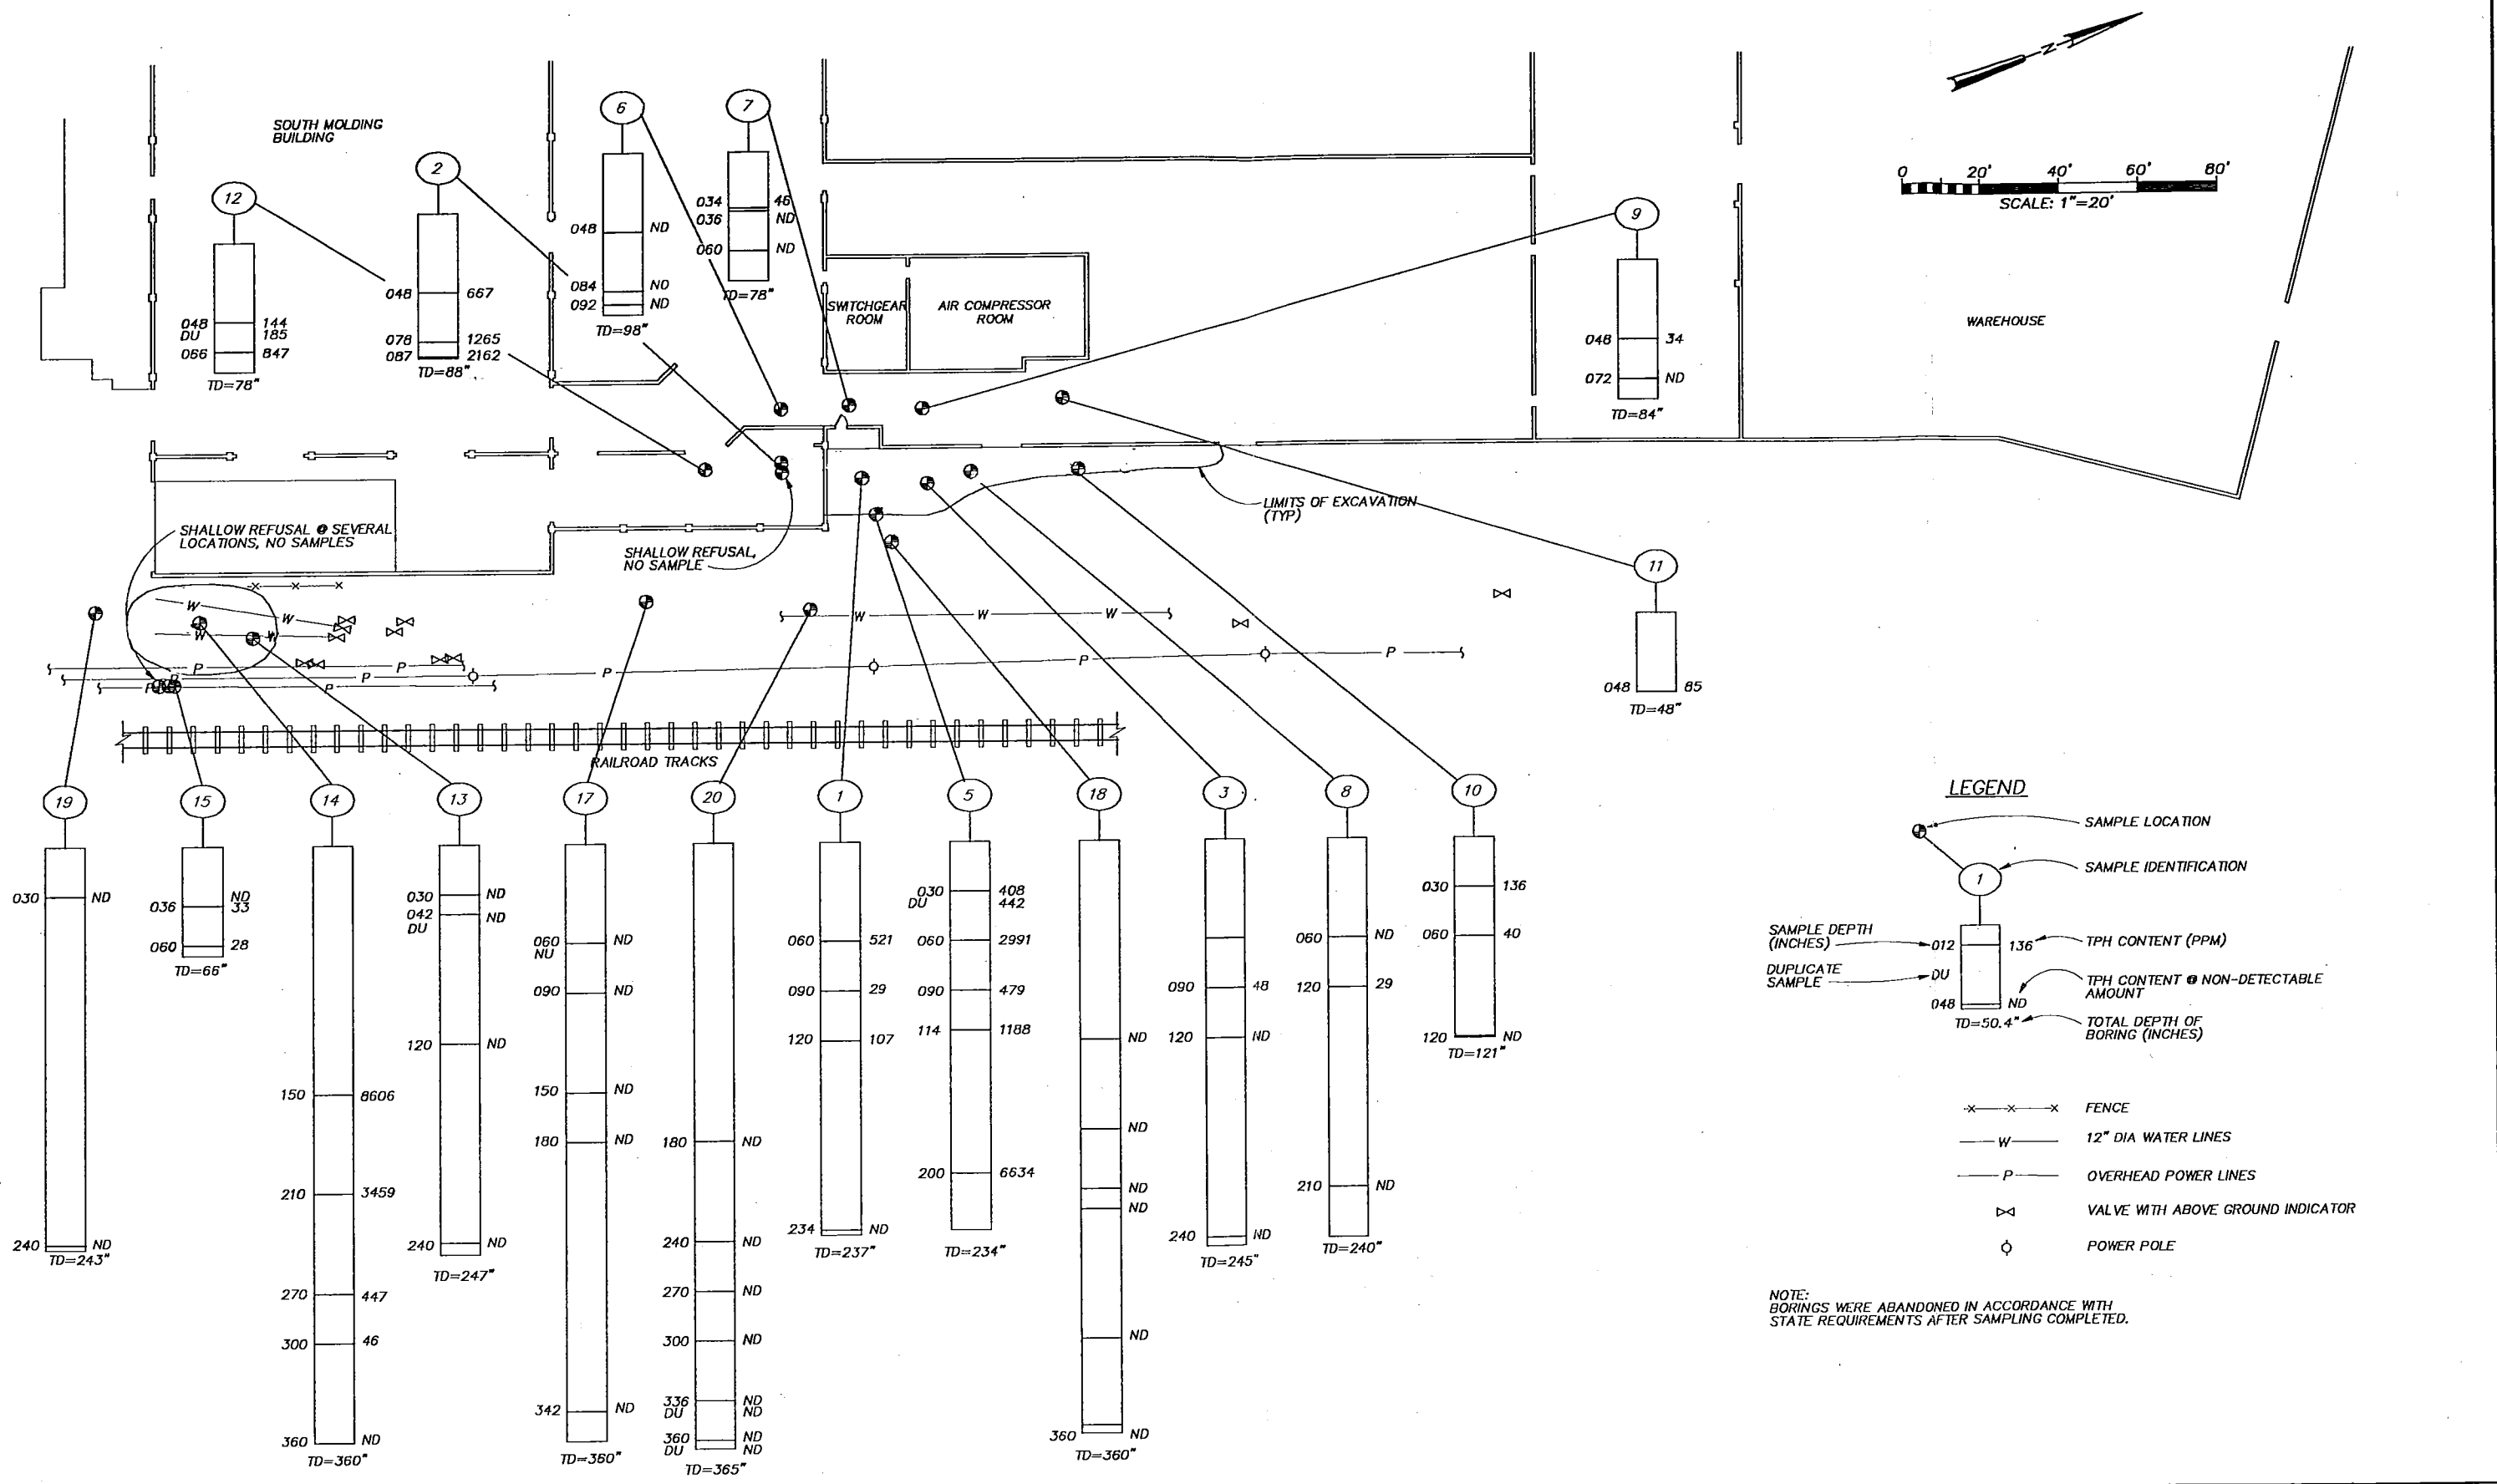 N
0 20' 40' 60' 80'
SCALE: 1"=20'
SOUTH MOLDING
BUILDING
12
048 144
DU 185
066 847
TD=78"
2
048 667
078 1265
087 2162
TD=88"
6
048 ND
084 ND
092 ND
TD=98"
7
034 46
036 ND
060 ND
TD=78"
SWITCHGEAR
ROOM
AIR COMPRESSOR
ROOM
9
048 34
072 ND
TD=84"
WAREHOUSE
LIMITS OF EXCAVATION
(TYP)
SHALLOW REFUSAL @ SEVERAL
LOCATIONS, NO SAMPLES
SHALLOW REFUSAL,
NO SAMPLE
11
048 85
TD=48"
X X X
W W
W W
W W W
P P
P P P P P
P P P
RAILROAD TRACKS
19
030 ND
240 ND
TD=243"
15
ND
036 33
060 28
TD=66"
14
150 8606
210 3459
270 447
300 46
360 ND
TD=360"
13
030 ND
042 ND
DU
120 ND
240 ND
TD=247"
17
060 ND
NU
090 ND
150 ND
180 ND
342 ND
TD=360"
20
180 ND
240 ND
270 ND
300 ND
336 ND
DU ND
360 ND
DU ND
TD=365"
1
060 521
090 29
120 107
234 ND
TD=237"
5
030 408
DU 442
060 2991
090 479
114 1188
200 6634
TD=234"
18
ND
ND
ND
ND
ND
360 ND
TD=360"
3
090 48
120 ND
240 ND
TD=245"
8
060 ND
120 29
210 ND
TD=240"
10
030 136
060 40
120 ND
TD=121"
LEGEND
SAMPLE LOCATION
SAMPLE IDENTIFICATION
1
SAMPLE DEPTH
(INCHES)
012 136
TPH CONTENT (PPM)
DUPLICATE
SAMPLE
DU
TPH CONTENT @ NON-DETECTABLE
AMOUNT
048 ND
TD=50.4"
TOTAL DEPTH OF
BORING (INCHES)
X X X FENCE
W 12" DIA WATER LINES
P OVERHEAD POWER LINES
VALVE WITH ABOVE GROUND INDICATOR
POWER POLE
NOTE:
BORINGS WERE ABANDONED IN ACCORDANCE WITH
STATE REQUIREMENTS AFTER SAMPLING COMPLETED.